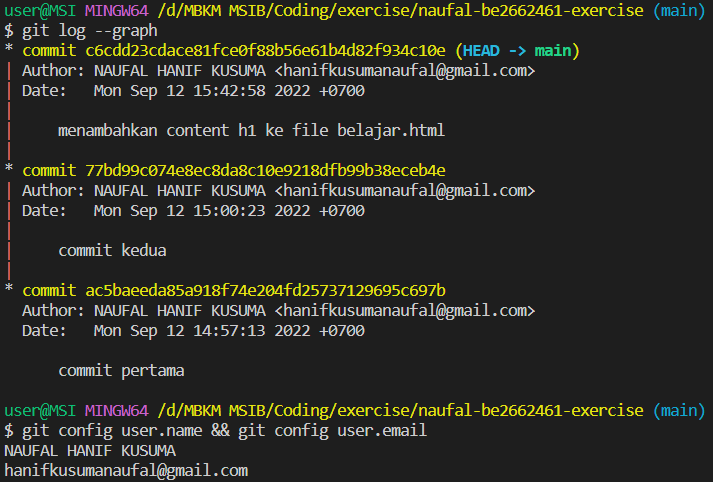 user@MSI MINGW64 /d/MBKM MSIB/Coding/exercise/naufal-be2662461-exercise (main)
$ git log --graph
* commit c6cdd23cdace81fce0f88b56e61b4d82f934c10e (HEAD -> main)
| Author: NAUFAL HANIF KUSUMA <hanifkusumanaufal@gmail.com>
| Date:   Mon Sep 12 15:42:58 2022 +0700
|
|     menambahkan content h1 ke file belajar.html
|
* commit 77bd99c074e8ec8da8c10e9218dfb99b38eceb4e
| Author: NAUFAL HANIF KUSUMA <hanifkusumanaufal@gmail.com>
| Date:   Mon Sep 12 15:00:23 2022 +0700
|
|     commit kedua
|
* commit ac5baeeda85a918f74e204fd25737129695c697b
  Author: NAUFAL HANIF KUSUMA <hanifkusumanaufal@gmail.com>
  Date:   Mon Sep 12 14:57:13 2022 +0700

      commit pertama

user@MSI MINGW64 /d/MBKM MSIB/Coding/exercise/naufal-be2662461-exercise (main)
$ git config user.name && git config user.email
NAUFAL HANIF KUSUMA
hanifkusumanaufal@gmail.com